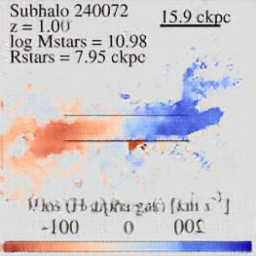 Subhalo 240072
15.9 ckpc
z = 1.00
log Mstars = 10.98
Rstars = 7.95 ckpc
-100 0